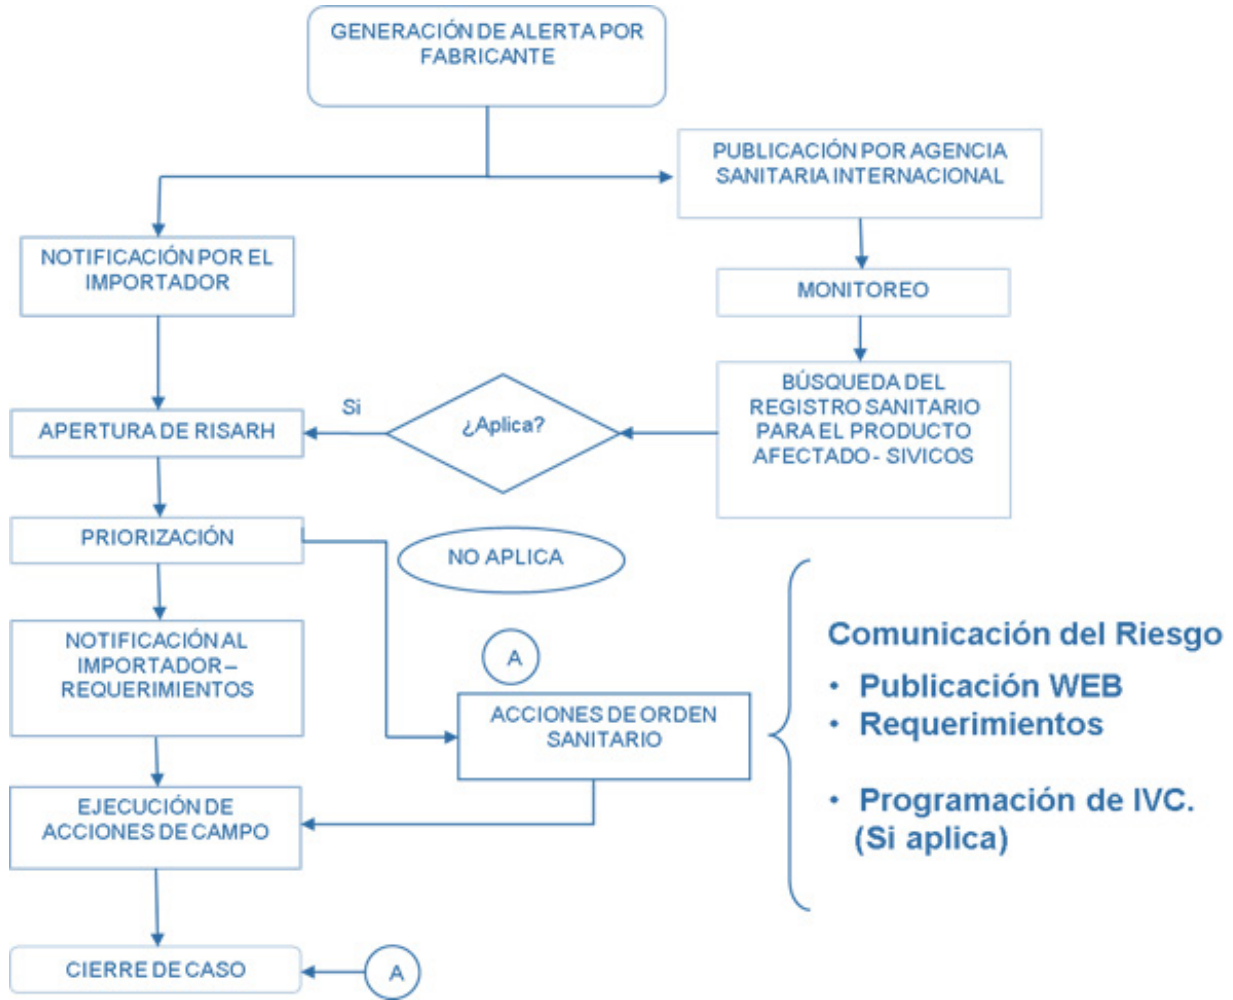 GENERACIÓN DE ALERTA POR
FABRICANTE
PUBLICACIÓN POR AGENCIA
SANITARIA INTERNACIONAL
NOTIFICACIÓN POR EL
IMPORTADOR
MONITOREO
BÚSQUEDA DEL
REGISTRO SANITARIO
PARA EL PRODUCTO
AFECTADO - SIVICOS
¿Aplica?
Si
APERTURA DE RISARH
PRIORIZACIÓN
NO APLICA
NOTIFICACIÓN AL
IMPORTADOR –
REQUERIMIENTOS
A
ACCIONES DE ORDEN
SANITARIO
Comunicación del Riesgo
• Publicación WEB
• Requerimientos
• Programación de IVC.
(Si aplica)
EJECUCIÓN DE
ACCIONES DE CAMPO
CIERRE DE CASO
A